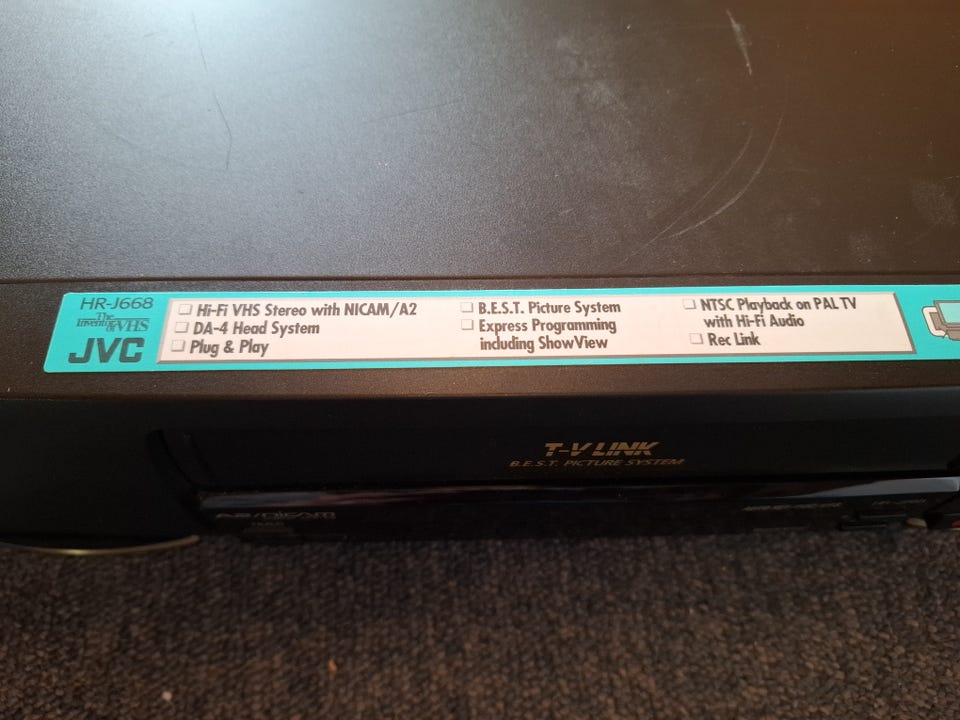 HR-J668
The
Inventor of VHS
JVC
Hi-Fi VHS Stereo with NICAM/A2
DA-4 Head System
Plug & Play
B.E.S.T. Picture System
Express Programming
including ShowView
NTSC Playback on PAL TV
with Hi-Fi Audio
Rec Link
T-V LINK
B.E.S.T. PICTURE SYSTEM